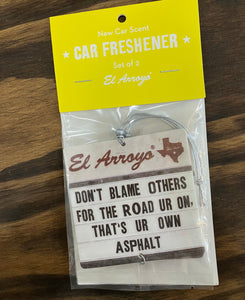 New Car Scent
★ CAR FRESHENER ★
Set of 2
El Arroyo®
El Arroyo®
DON'T BLAME OTHERS
FOR THE ROAD UR ON,
THAT'S UR OWN
ASPHALT